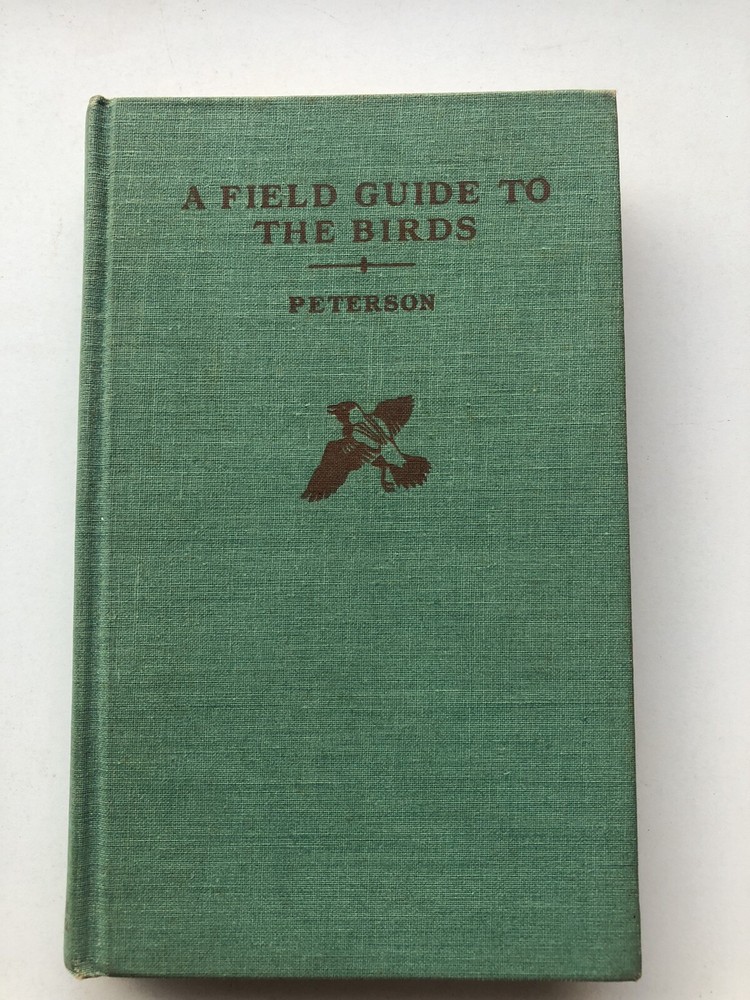 A FIELD GUIDE TO
THE BIRDS
PETERSON